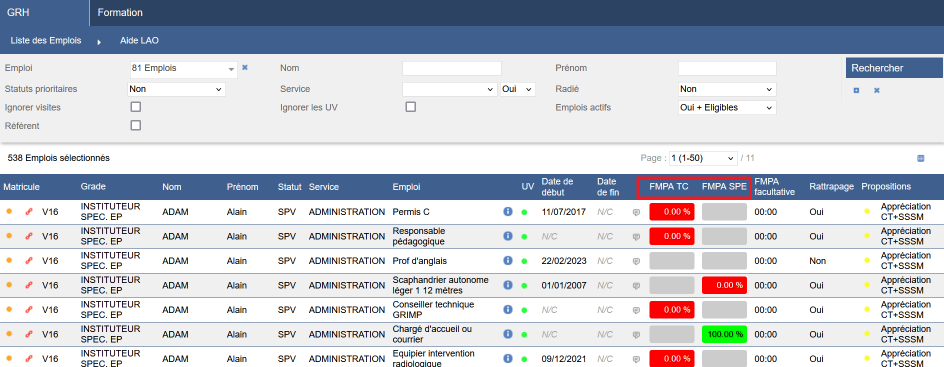 GRH Formation
Liste des Emplois Aide LAO
Emploi 81 Emplois Nom Prénom Rechercher
Statuts prioritaires Non Service Oui Radié Non
Ignorer visites Ignorer les UV Emplois actifs Oui + Eligibles
Référent
538 Emplois sélectionnés Page : 1 (1-50) / 11
Matricule Grade Nom Prénom Statut Service Emploi UV Date de début Date de fin FMPA TC FMPA SPE FMPA facultative Rattrapage Propositions
V16 INSTITUTEUR SPEC. EP ADAM Alain SPV ADMINISTRATION Permis C 11/07/2017 N/C 0.00 % 00:00 Oui Appréciation CT+SSSM
V16 INSTITUTEUR SPEC. EP ADAM Alain SPV ADMINISTRATION Responsable pédagogique N/C N/C 0.00 % 00:00 Oui Appréciation CT+SSSM
V16 INSTITUTEUR SPEC. EP ADAM Alain SPV ADMINISTRATION Prof d'anglais 22/02/2023 N/C 00:00 Non Appréciation CT+SSSM
V16 INSTITUTEUR SPEC. EP ADAM Alain SPV ADMINISTRATION Scaphandrier autonome léger 1 12 mètres 01/01/2007 N/C 0.00 % 00:00 Oui Appréciation CT+SSSM
V16 INSTITUTEUR SPEC. EP ADAM Alain SPV ADMINISTRATION Conseiller technique GRIMP N/C N/C 0.00 % 00:00 Oui Appréciation CT+SSSM
V16 INSTITUTEUR SPEC. EP ADAM Alain SPV ADMINISTRATION Chargé d'accueil ou courrier N/C N/C 100.00 % 00:00 Oui Appréciation CT+SSSM
V16 INSTITUTEUR SPEC. EP ADAM Alain SPV ADMINISTRATION Equipier intervention radiologique 09/12/2021 N/C 0.00 % 00:00 Oui Appréciation CT+SSSM